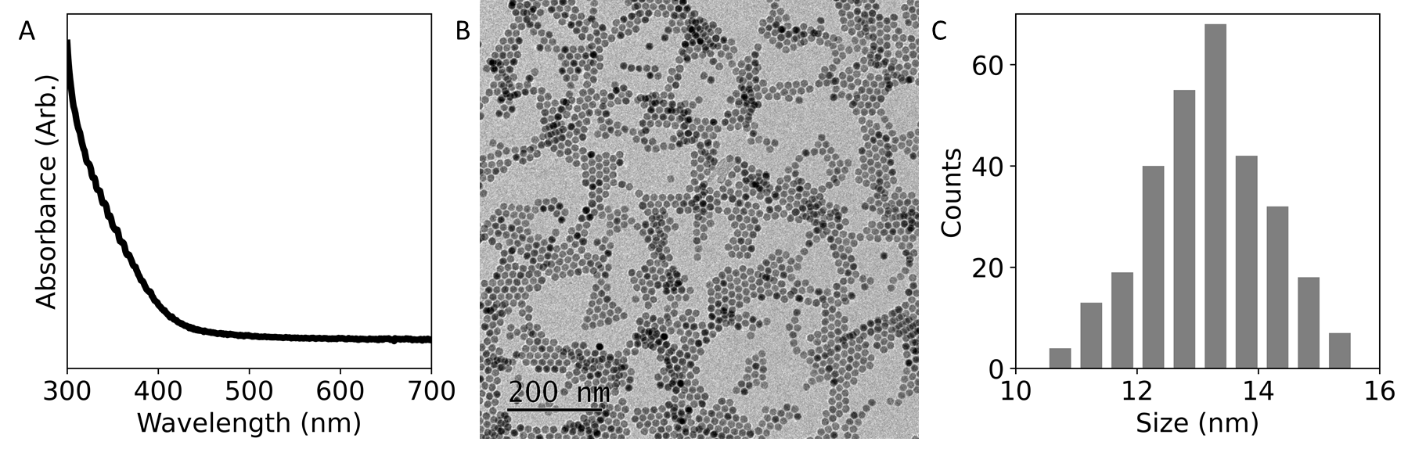 A
Absorbance (Arb.)
300 400 500 600 700
Wavelength (nm)
B
200 nm
C
Counts
60
40
20
0
10 12 14 16
Size (nm)